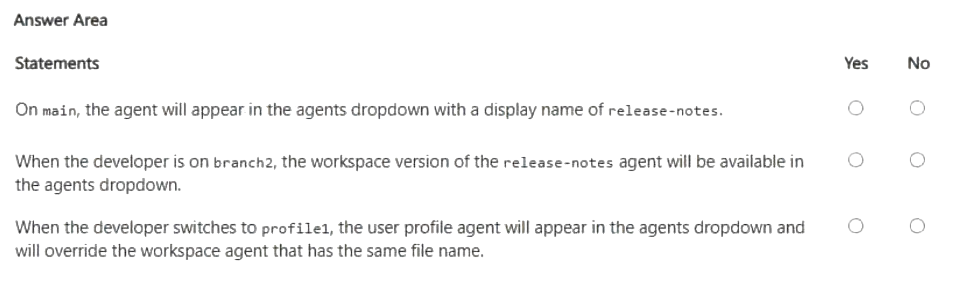 Answer Area
Statements Yes No
On main, the agent will appear in the agents dropdown with a display name of release-notes.
When the developer is on branch2, the workspace version of the release-notes agent will be available in
the agents dropdown.
When the developer switches to profile1, the user profile agent will appear in the agents dropdown and
will override the workspace agent that has the same file name.